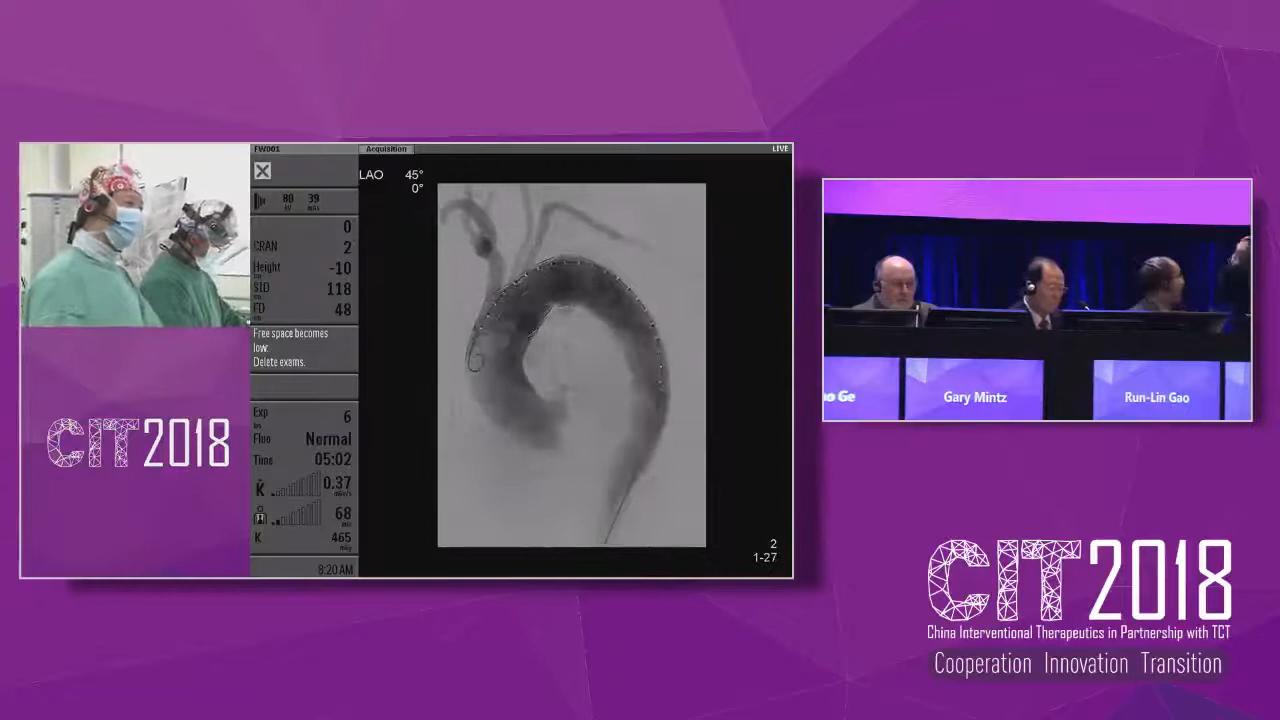 FW001
Acquisition
LIVE
LAO 45°
0°
80 39
kV
0
CRAN 2
Height -10
SID 118
FD 48
Free space becomes
low:
Delete exams.
Exp 6
Fluo Normal
Time 05:02
K 0.37
68
K 465
8:20 AM
2
1-27
CIT2018
o Ge
Gary Mintz
Run-Lin Gao
CIT2018
China Interventional Therapeutics in Partnership with TCT
Cooperation Innovation Transition